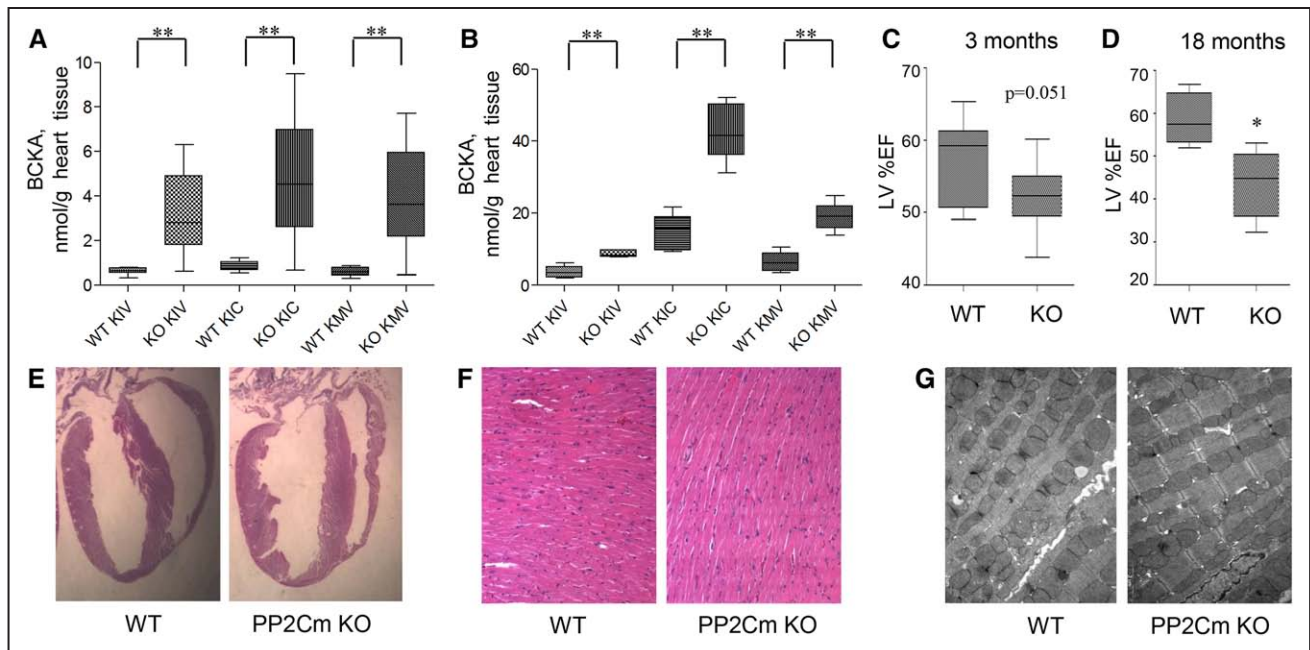 A
**
**
**
BCKA,
nmol/g heart tissue
10
8
6
4
2
0
WT KIV
KO KIV
WT KIC
KO KIC
WT KMV
KO KMV
B
**
**
**
BCKA,
nmol/g heart tissue
60
40
20
0
WT KIV
KO KIV
WT KIC
KO KIC
WT KMV
KO KMV
C
3 months
LV %EF
70
60
50
40
p=0.051
WT
KO
D
18 months
LV %EF
70
60
50
40
30
20
*
WT
KO
E
WT
PP2Cm KO
F
WT
PP2Cm KO
G
WT
PP2Cm KO